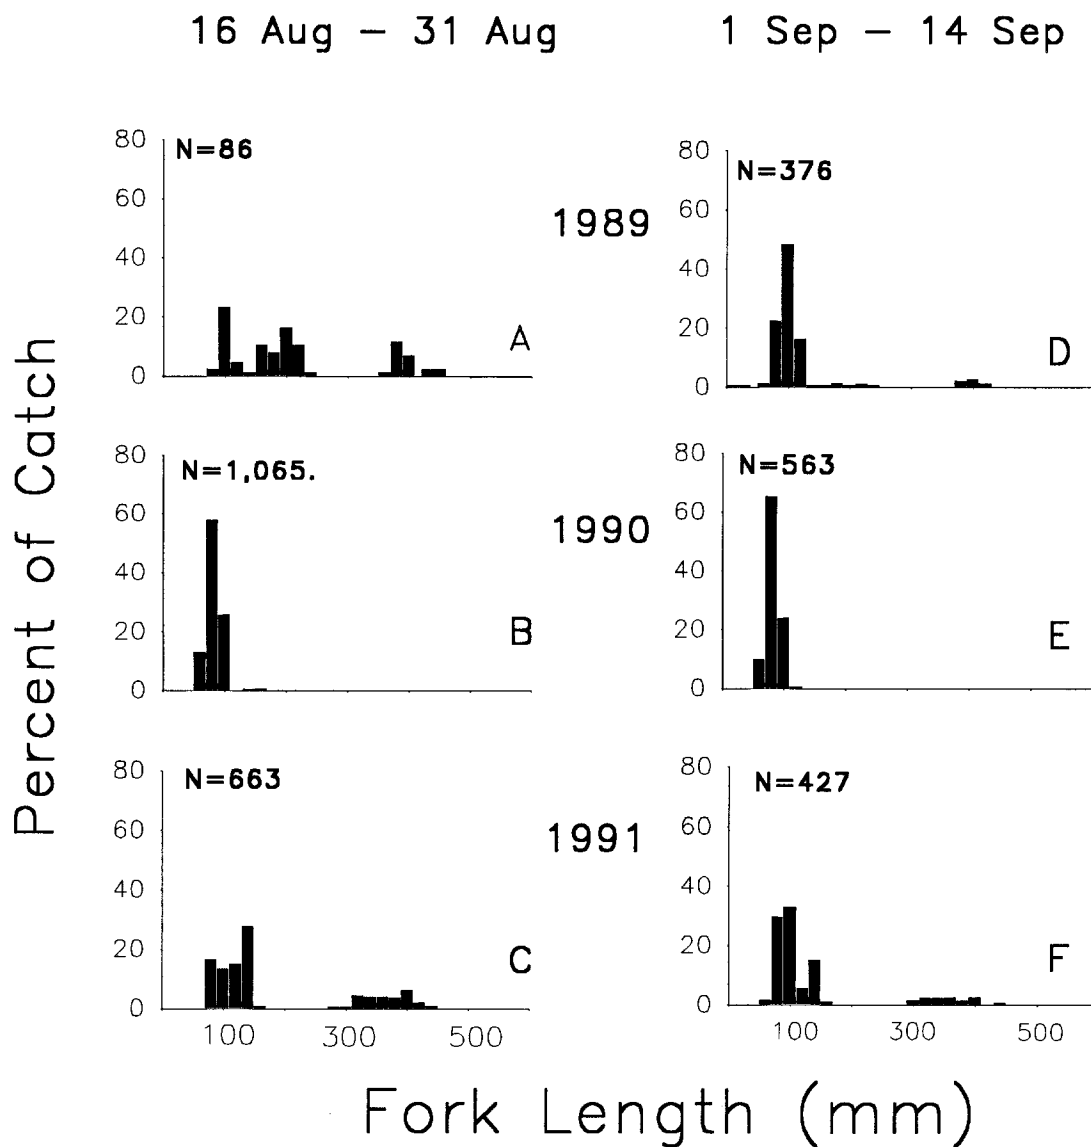 16 Aug – 31 Aug
1 Sep – 14 Sep
Percent of Catch
80
60
40
20
0
N=86
A
1989
80
60
40
20
0
N=376
D
80
60
40
20
0
N=1,065.
B
1990
80
60
40
20
0
N=563
E
80
60
40
20
0
N=663
C
100 300 500
1991
80
60
40
20
0
N=427
F
100 300 500
Fork Length (mm)